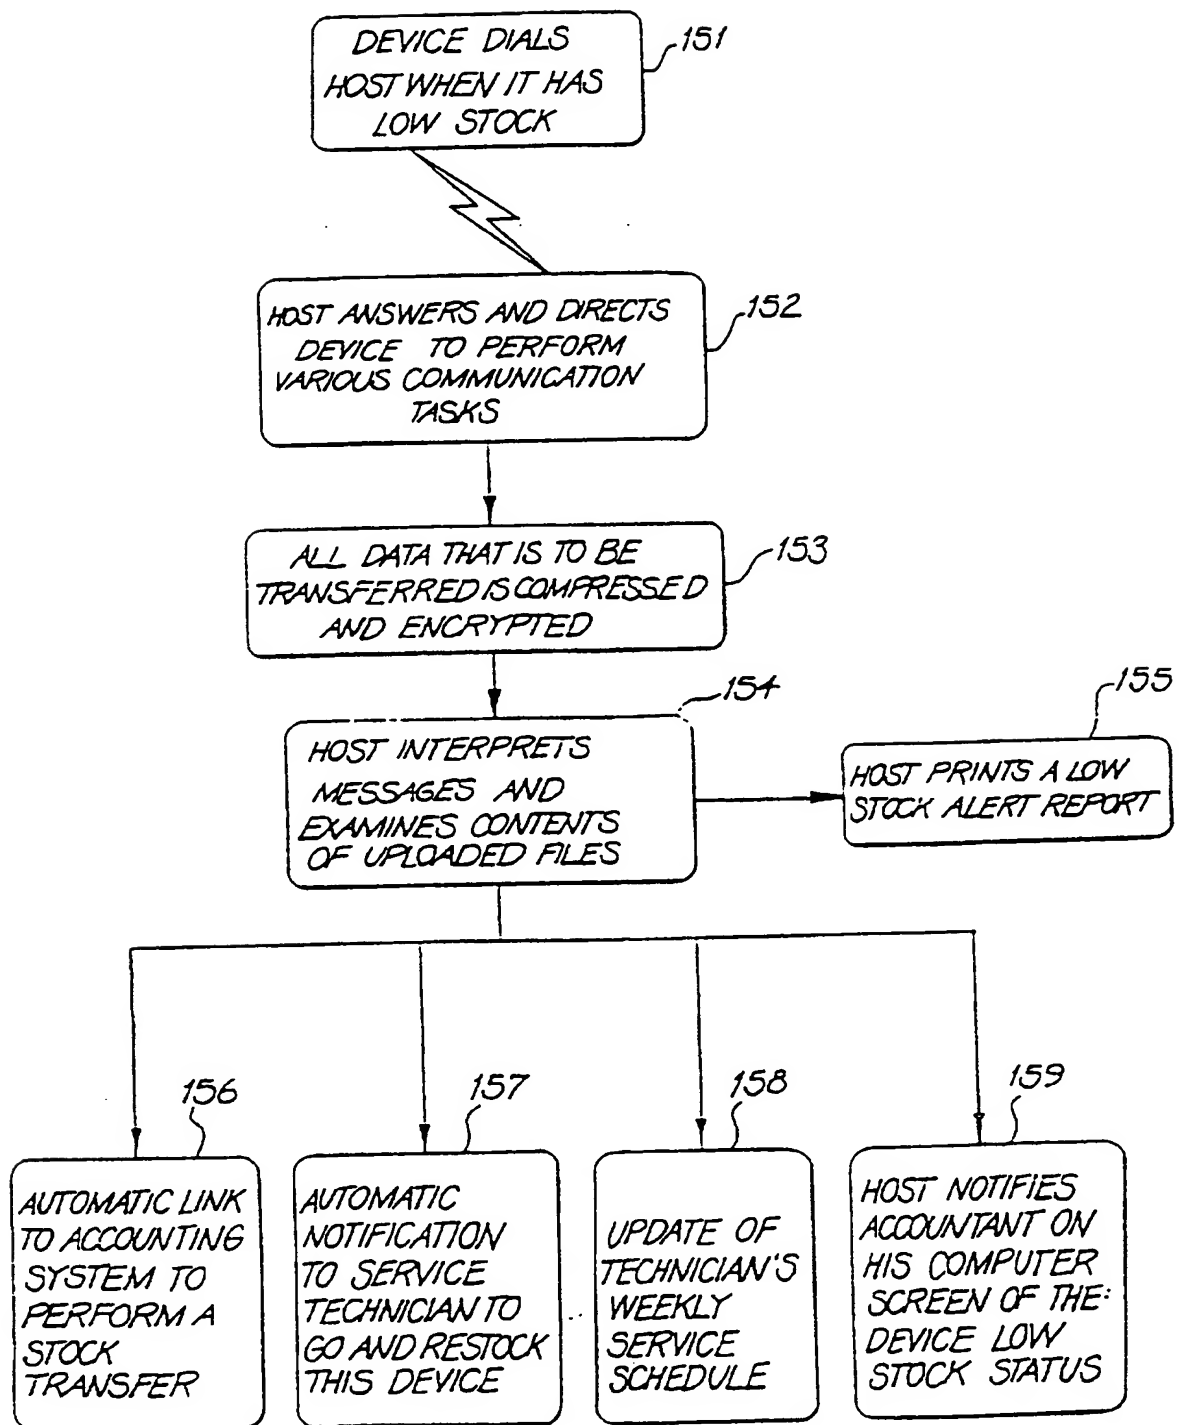 DEVICE DIALS
HOST WHEN IT HAS
LOW STOCK
151
HOST ANSWERS AND DIRECTS
DEVICE TO PERFORM
VARIOUS COMMUNICATION
TASKS
152
ALL DATA THAT IS TO BE
TRANSFERRED IS COMPRESSED
AND ENCRYPTED
153
154
HOST INTERPRETS
MESSAGES AND
EXAMINES CONTENTS
OF UPLOADED FILES
155
HOST PRINTS A LOW
STOCK ALERT REPORT
156
AUTOMATIC LINK
TO ACCOUNTING
SYSTEM TO
PERFORM A
STOCK
TRANSFER
157
AUTOMATIC
NOTIFICATION
TO SERVICE
TECHNICIAN TO
GO AND RESTOCK
THIS DEVICE
158
UPDATE OF
TECHNICIAN'S
WEEKLY
SERVICE
SCHEDULE
159
HOST NOTIFIES
ACCOUNTANT ON
HIS COMPUTER
SCREEN OF THE:
DEVICE LOW
STOCK STATUS